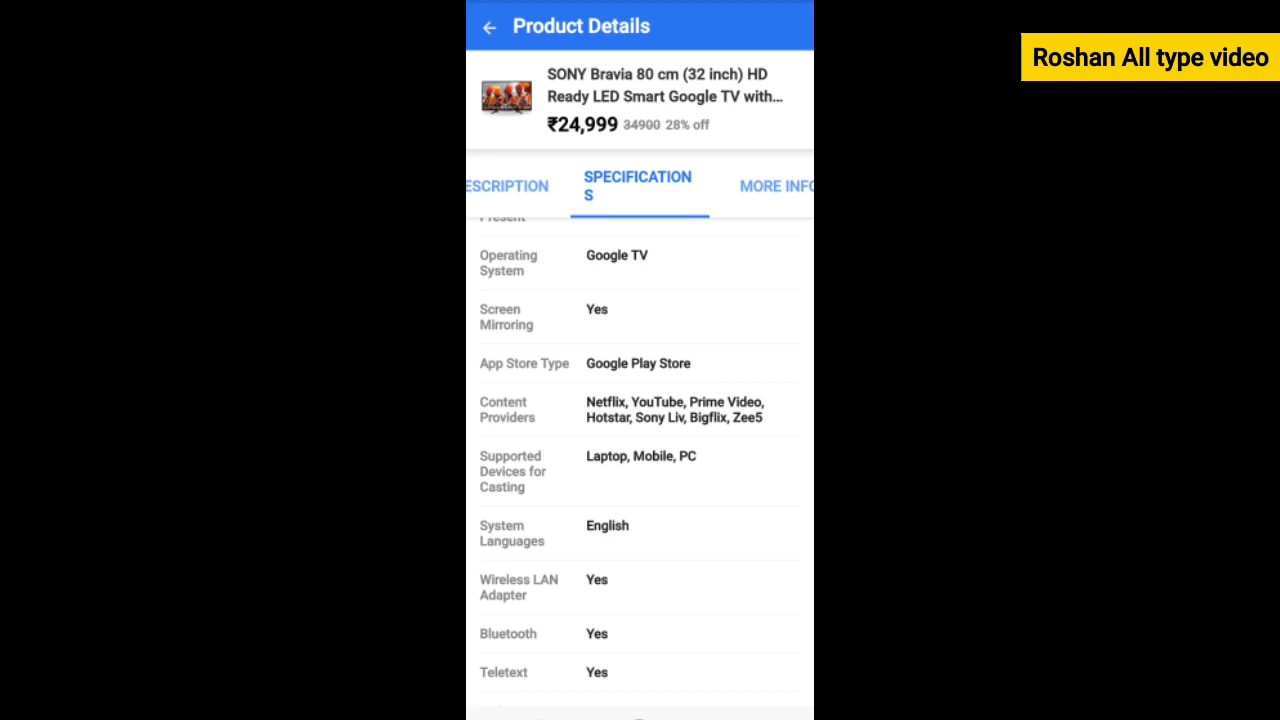 Product Details
Roshan All type video
SONY Bravia 80 cm (32 inch) HD
Ready LED Smart Google TV with...
₹24,999 34900 28% off
ESCRIPTION
SPECIFICATION
S
MORE INFO
Present
Operating
System
Google TV
Screen
Mirroring
Yes
App Store Type
Google Play Store
Content
Providers
Netflix, YouTube, Prime Video,
Hotstar, Sony Liv, Bigflix, Zee5
Supported
Devices for
Casting
Laptop, Mobile, PC
System
Languages
English
Wireless LAN
Adapter
Yes
Bluetooth
Yes
Teletext
Yes